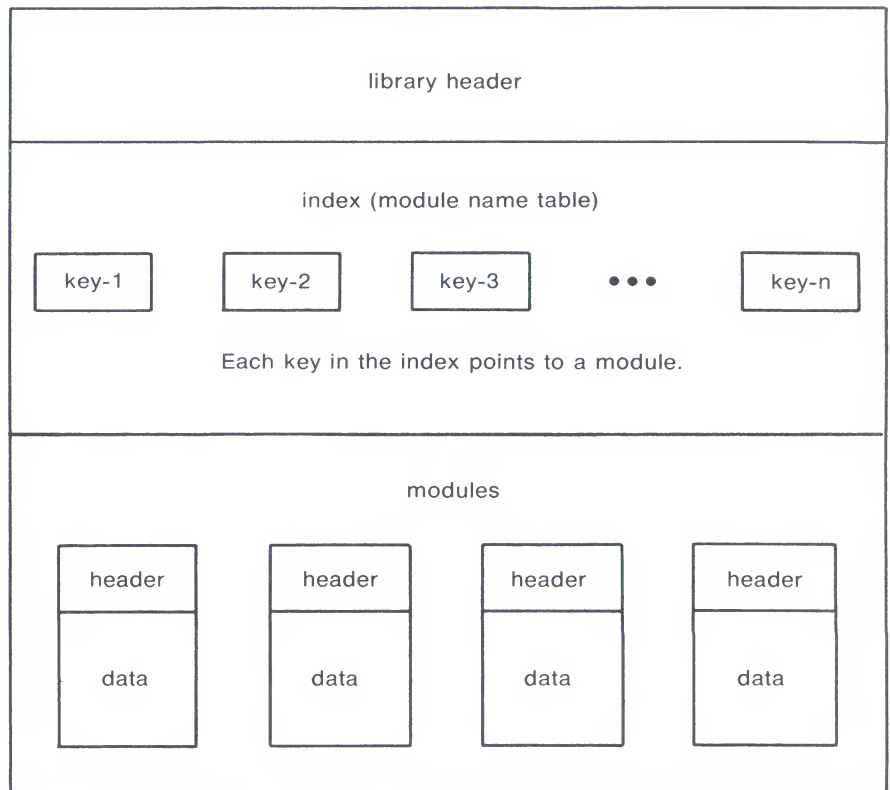 library header
index (module name table)
key-1 key-2 key-3 ••• key-n
Each key in the index points to a module.
modules
header header header header
data data data data